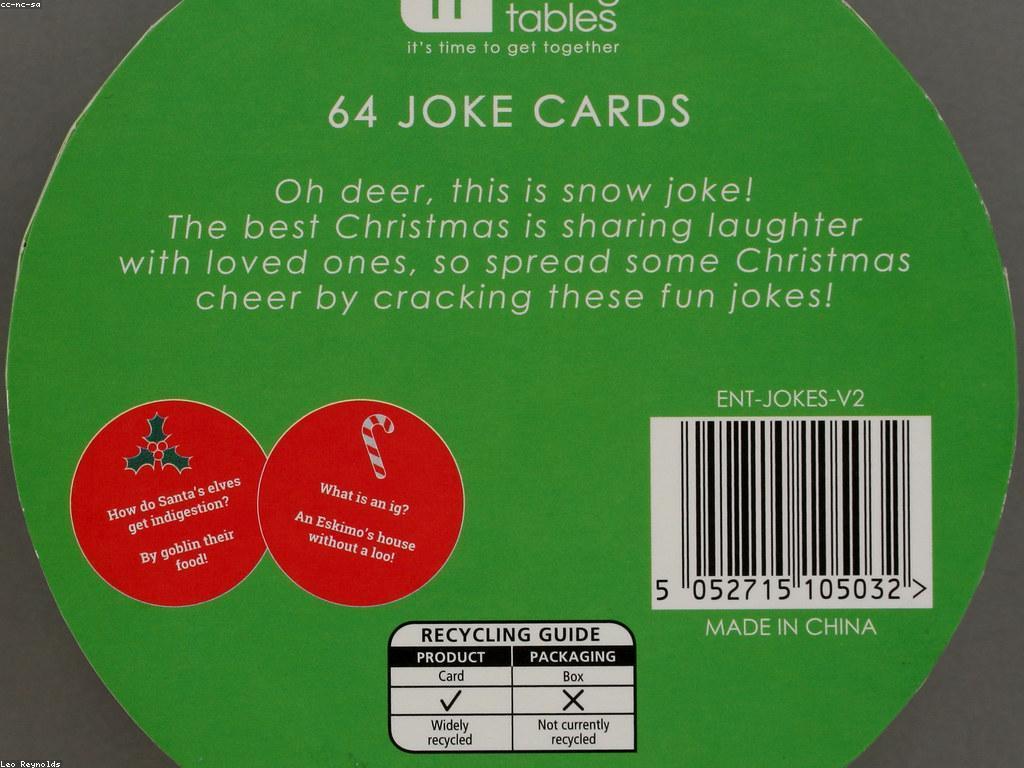 cc-nc-sa
tables
it's time to get together
64 JOKE CARDS
Oh deer, this is snow joke!
The best Christmas is sharing laughter
with loved ones, so spread some Christmas
cheer by cracking these fun jokes!
How do Santa's elves
get indigestion?
By goblin their
food!
What is an ig?
An Eskimo's house
without a loo!
ENT-JOKES-V2
5 052715 105032 >
MADE IN CHINA
RECYCLING GUIDE
PRODUCT PACKAGING
Card Box
Widely Not currently
recycled recycled
Leo Reynolds